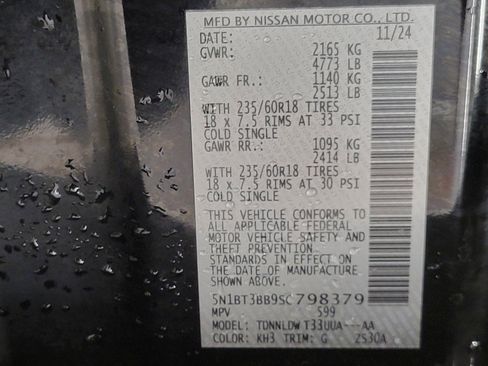 MFD BY NISSAN MOTOR CO., LTD.
DATE: 11/24
GVWR: 2165 KG
4773 LB
GAWR FR.: 1140 KG
2513 LB
WITH 235/60R18 TIRES
18 x 7.5 RIMS AT 33 PSI
COLD SINGLE
GAWR RR.: 1095 KG
2414 LB
WITH 235/60R18 TIRES
18 x 7.5 RIMS AT 30 PSI
COLD SINGLE
THIS VEHICLE CONFORMS TO
ALL APPLICABLE FEDERAL
MOTOR VEHICLE SAFETY AND
THEFT PREVENTION
STANDARDS IN EFFECT ON
THE DATE OF MANUFACTURE
SHOWN ABOVE.
5N1BT3BB9SC798379
MPV 599
MODEL: TDNNLDW T33UUA---AA
COLOR: KH3 TRIM: G 2530A